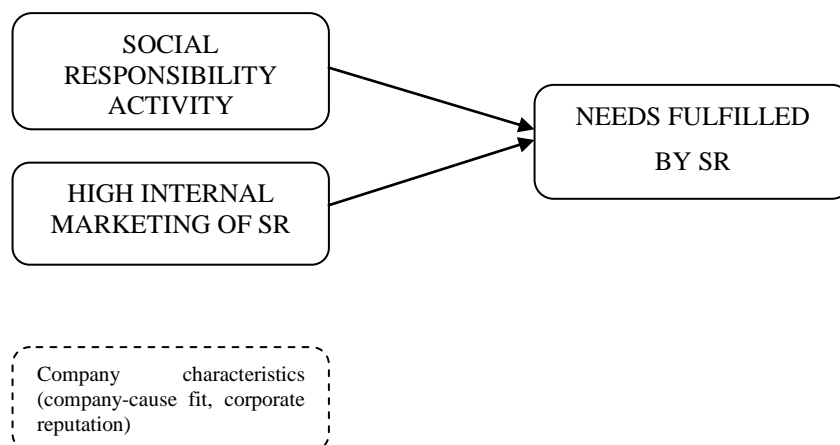 SOCIAL
RESPONSIBILITY
ACTIVITY
NEEDS FULFILLED
BY SR
HIGH INTERNAL
MARKETING OF SR
Company characteristics
(company-cause fit, corporate
reputation)